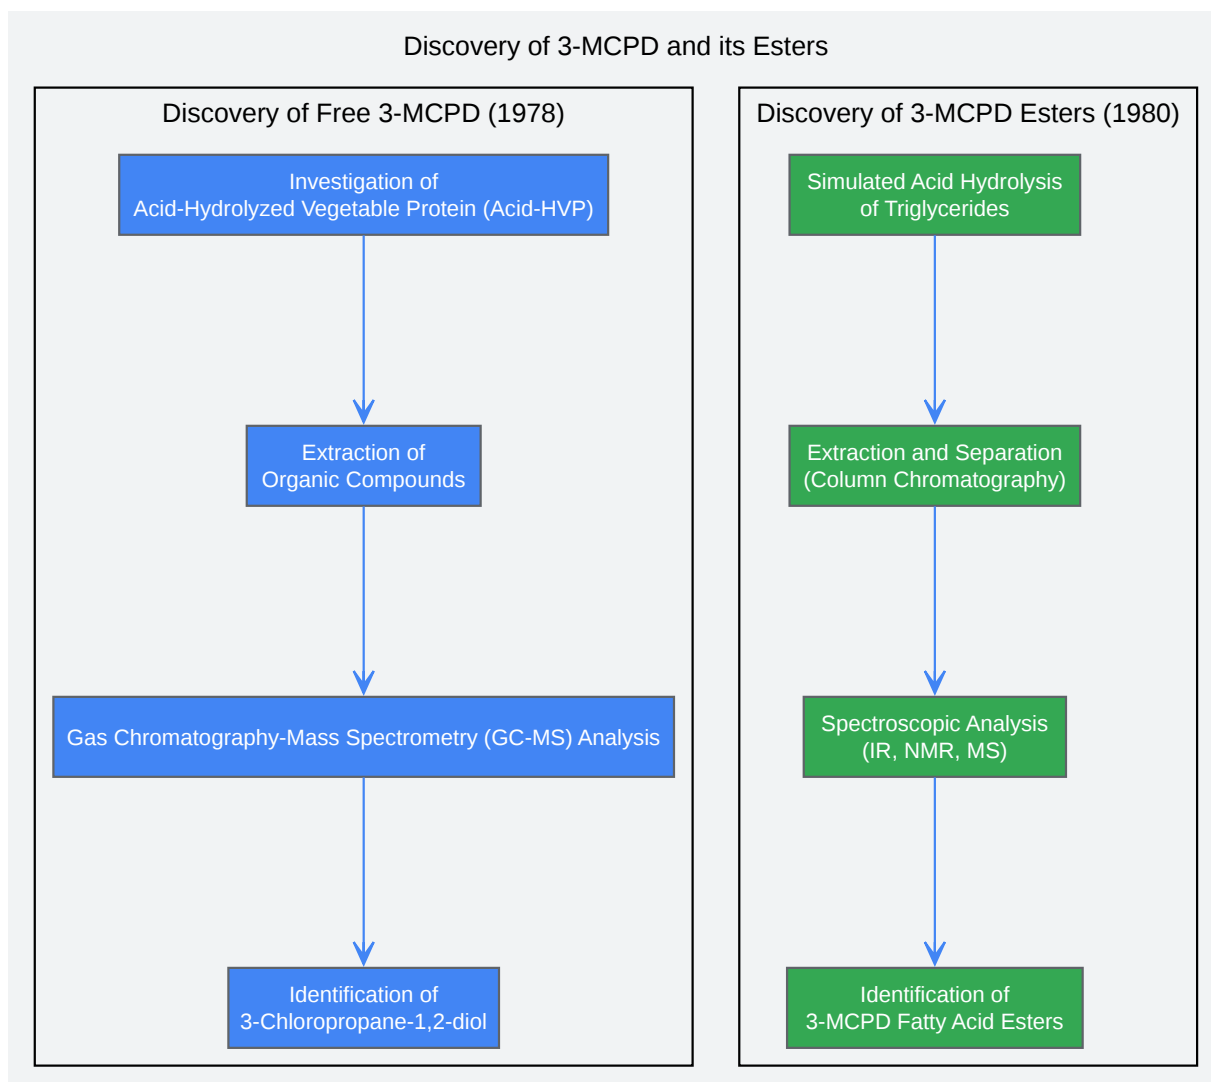 Discovery of 3-MCPD and its Esters
Discovery of Free 3-MCPD (1978)
Investigation of
Acid-Hydrolyzed Vegetable Protein (Acid-HVP)
Extraction of
Organic Compounds
Gas Chromatography-Mass Spectrometry (GC-MS) Analysis
Identification of
3-Chloropropane-1,2-diol
Discovery of 3-MCPD Esters (1980)
Simulated Acid Hydrolysis
of Triglycerides
Extraction and Separation
(Column Chromatography)
Spectroscopic Analysis
(IR, NMR, MS)
Identification of
3-MCPD Fatty Acid Esters